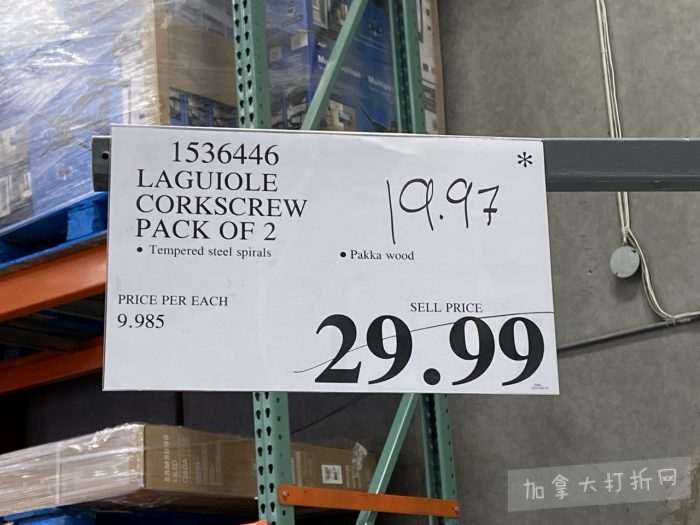 1536446
*
LAGUIOLE
CORKSCREW
PACK OF 2
19.97
• Tempered steel spirals
• Pakka wood
PRICE PER EACH
9.985
SELL PRICE
29.99
SAMSUNG
加拿大打折网